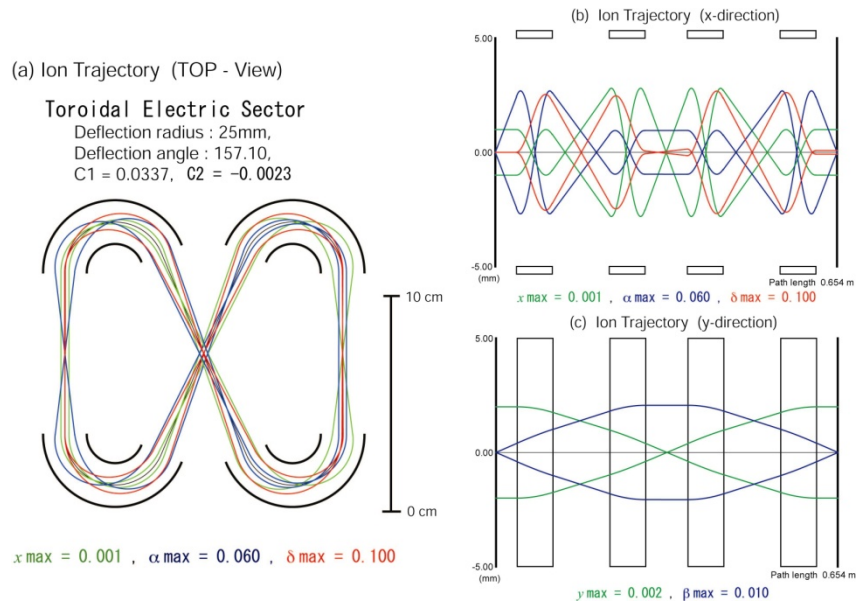 (a) Ion Trajectory (TOP - View)
Toroidal Electric Sector
Deflection radius : 25mm,
Deflection angle : 157.10,
C1 = 0.0337, C2 = -0.0023
10 cm
0 cm
x max = 0.001 , α max = 0.060 , δ max = 0.100
(b) Ion Trajectory (x-direction)
5.00
0.00
-5.00
(mm)
Path length 0.654 m
x max = 0.001 , α max = 0.060 , δ max = 0.100
(c) Ion Trajectory (y-direction)
5.00
0.00
-5.00
(mm)
Path length 0.654 m
y max = 0.002 , β max = 0.010